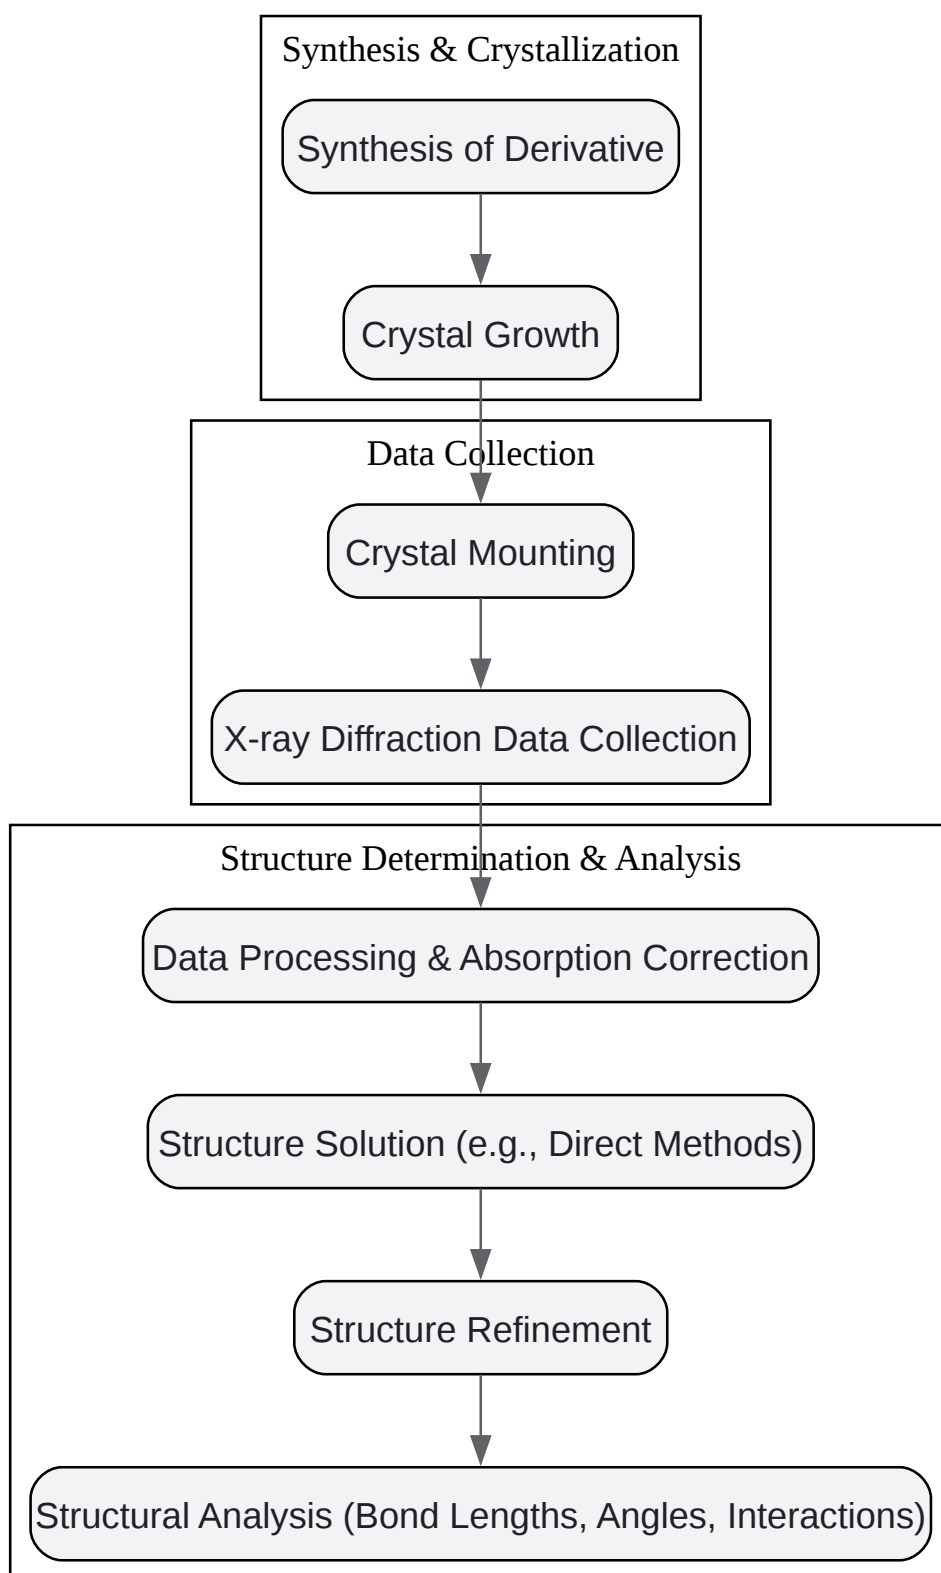 Synthesis & Crystallization
Synthesis of Derivative
Crystal Growth
Data Collection
Crystal Mounting
X-ray Diffraction Data Collection
Structure Determination & Analysis
Data Processing & Absorption Correction
Structure Solution (e.g., Direct Methods)
Structure Refinement
Structural Analysis (Bond Lengths, Angles, Interactions)